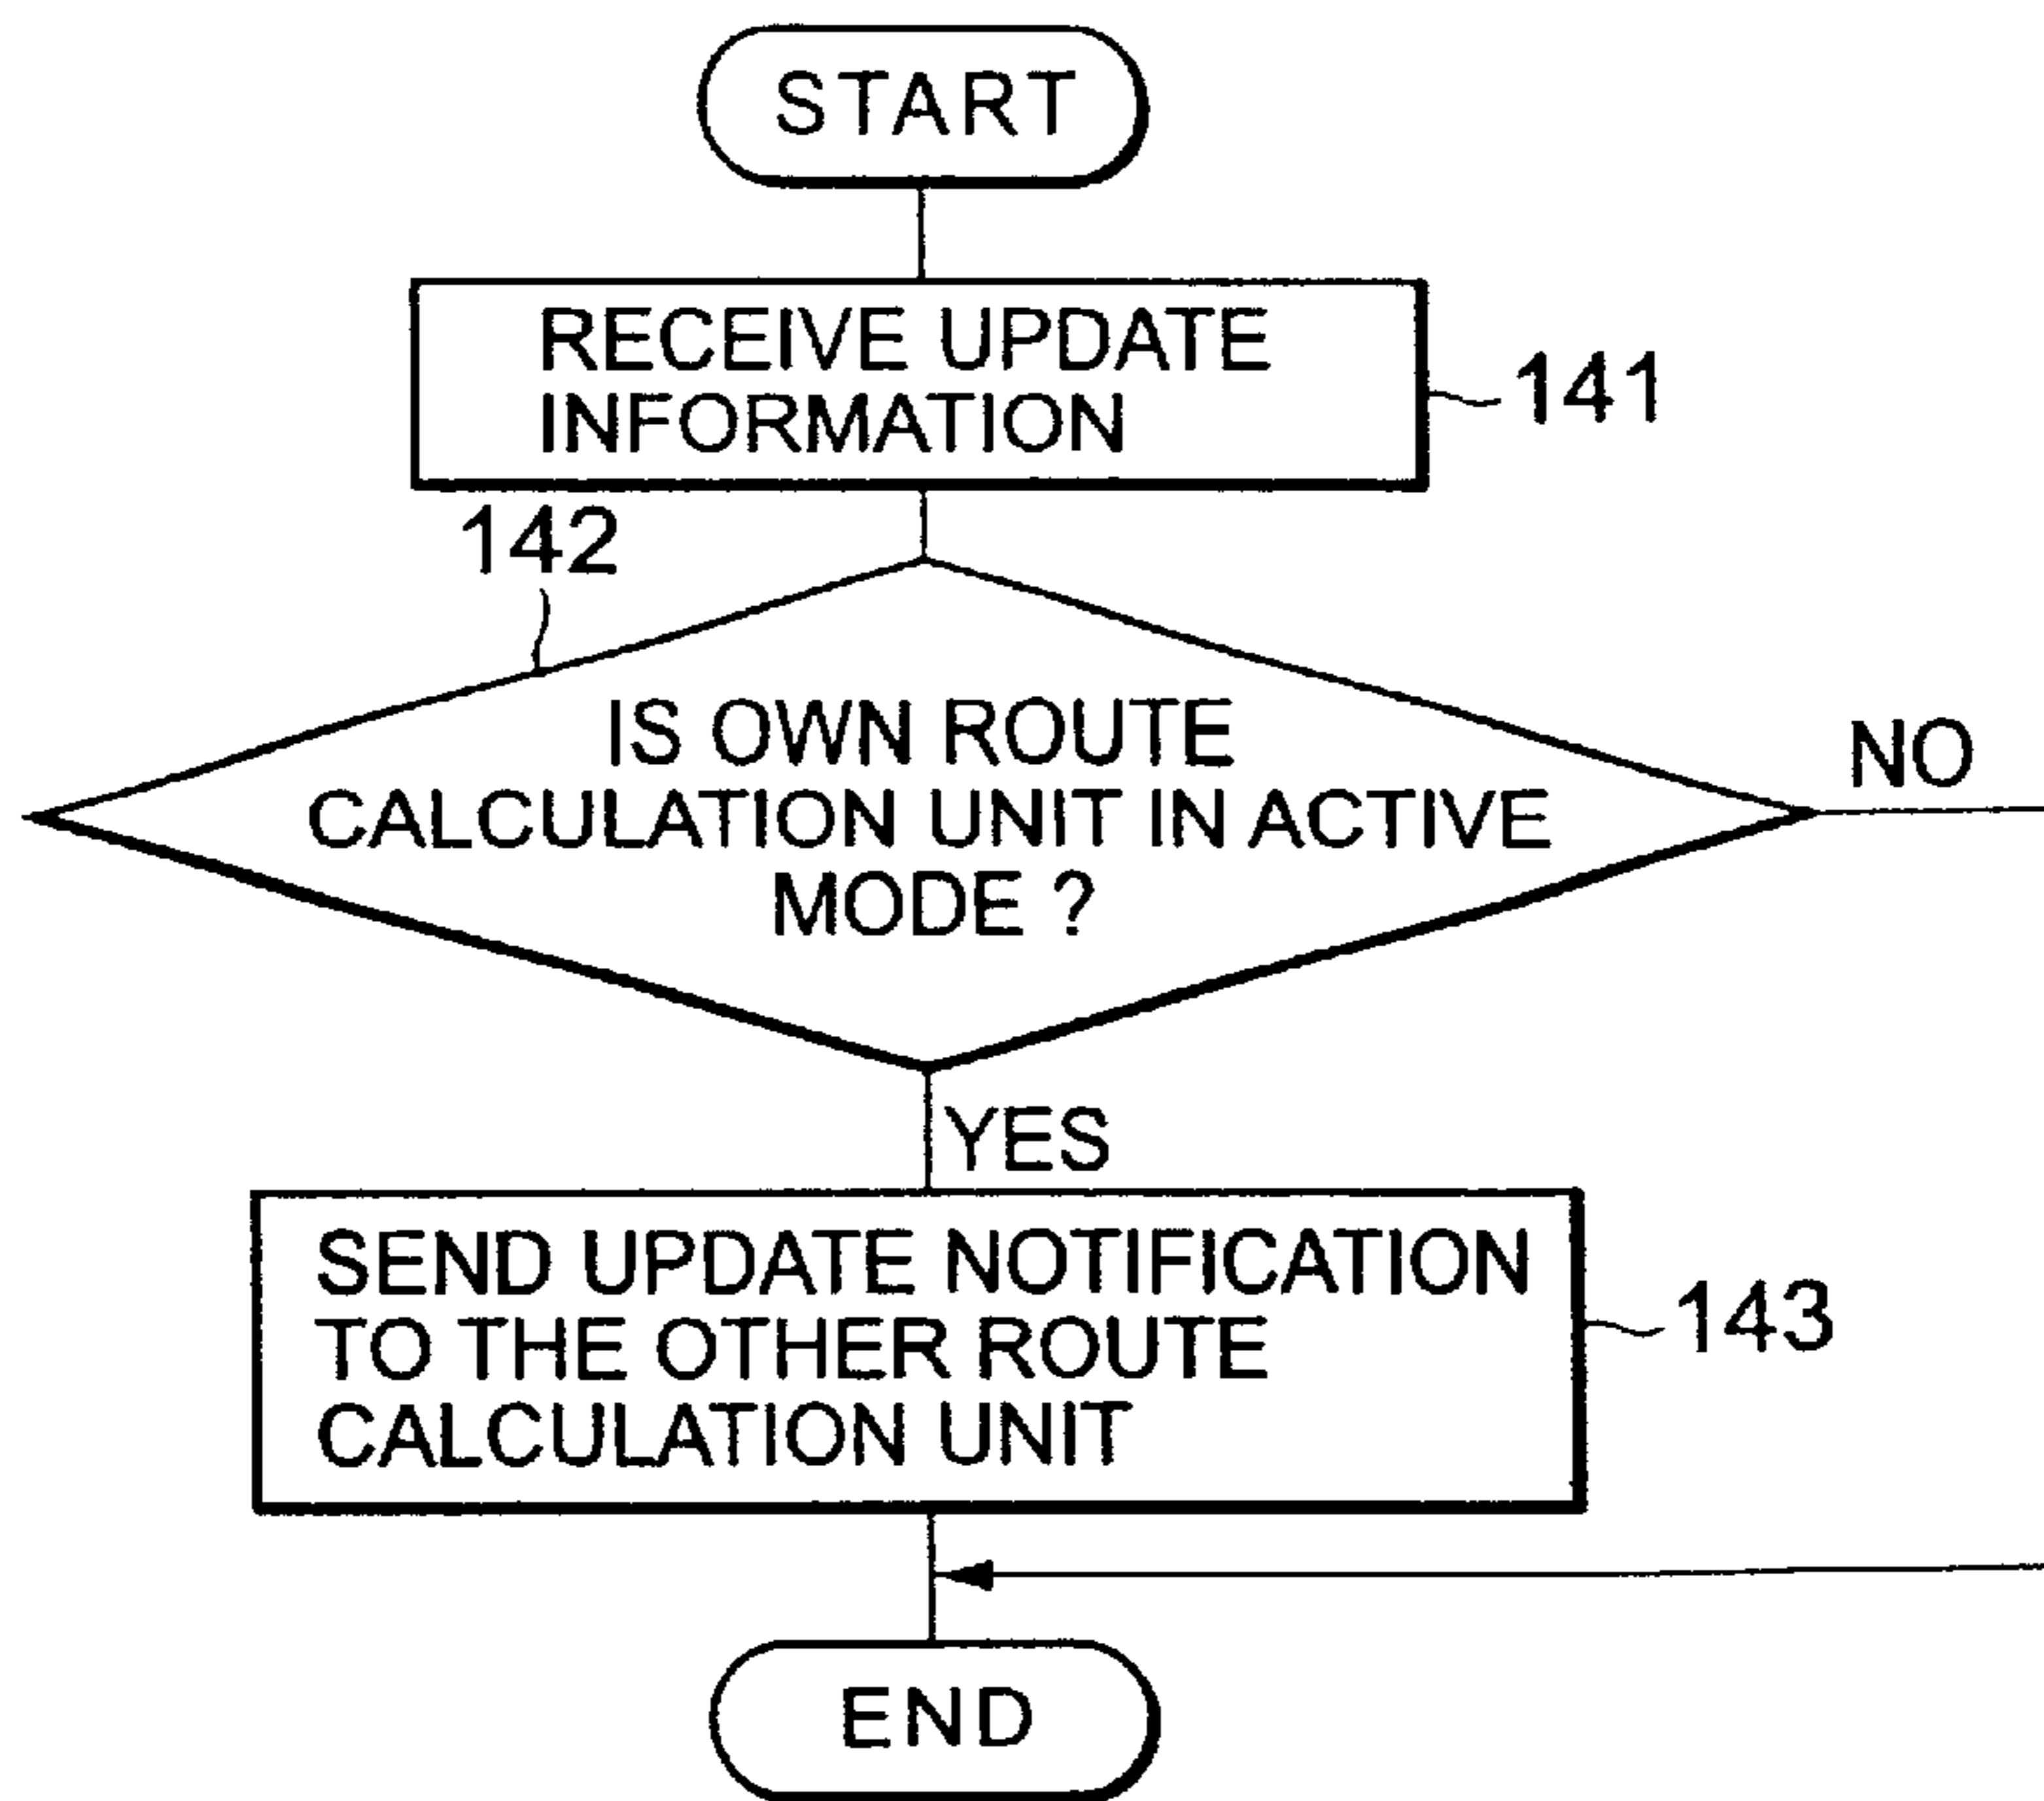 START
RECEIVE UPDATE
INFORMATION
141
142
IS OWN ROUTE
CALCULATION UNIT IN ACTIVE
MODE ?
NO
YES
SEND UPDATE NOTIFICATION
TO THE OTHER ROUTE
CALCULATION UNIT
143
END